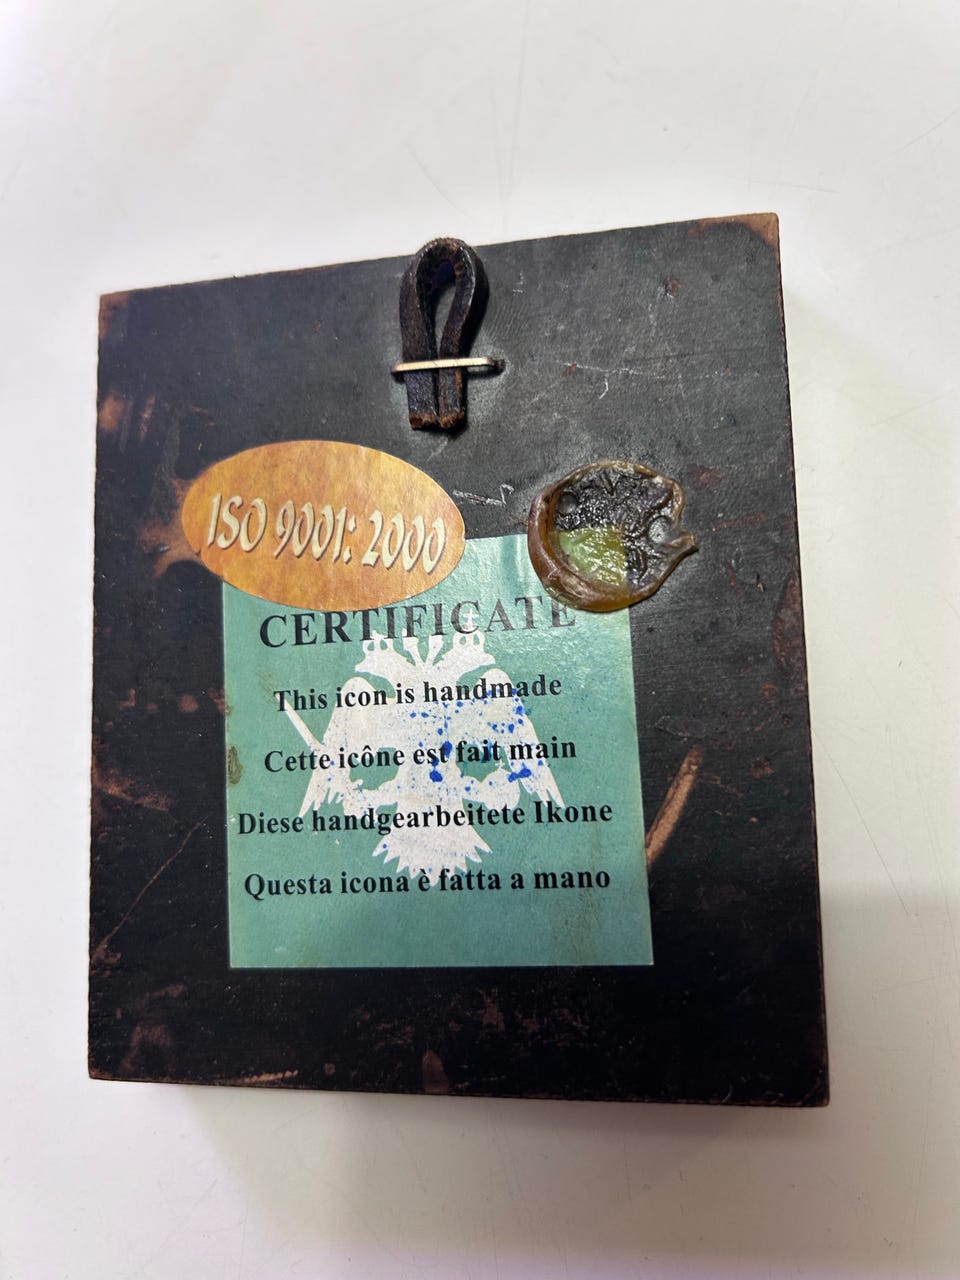 ISO 9001: 2000
CERTIFICATE
This icon is handmade
Cette icône est fait main
Diese handgearbeitete Ikone
Questa icona è fatta a mano